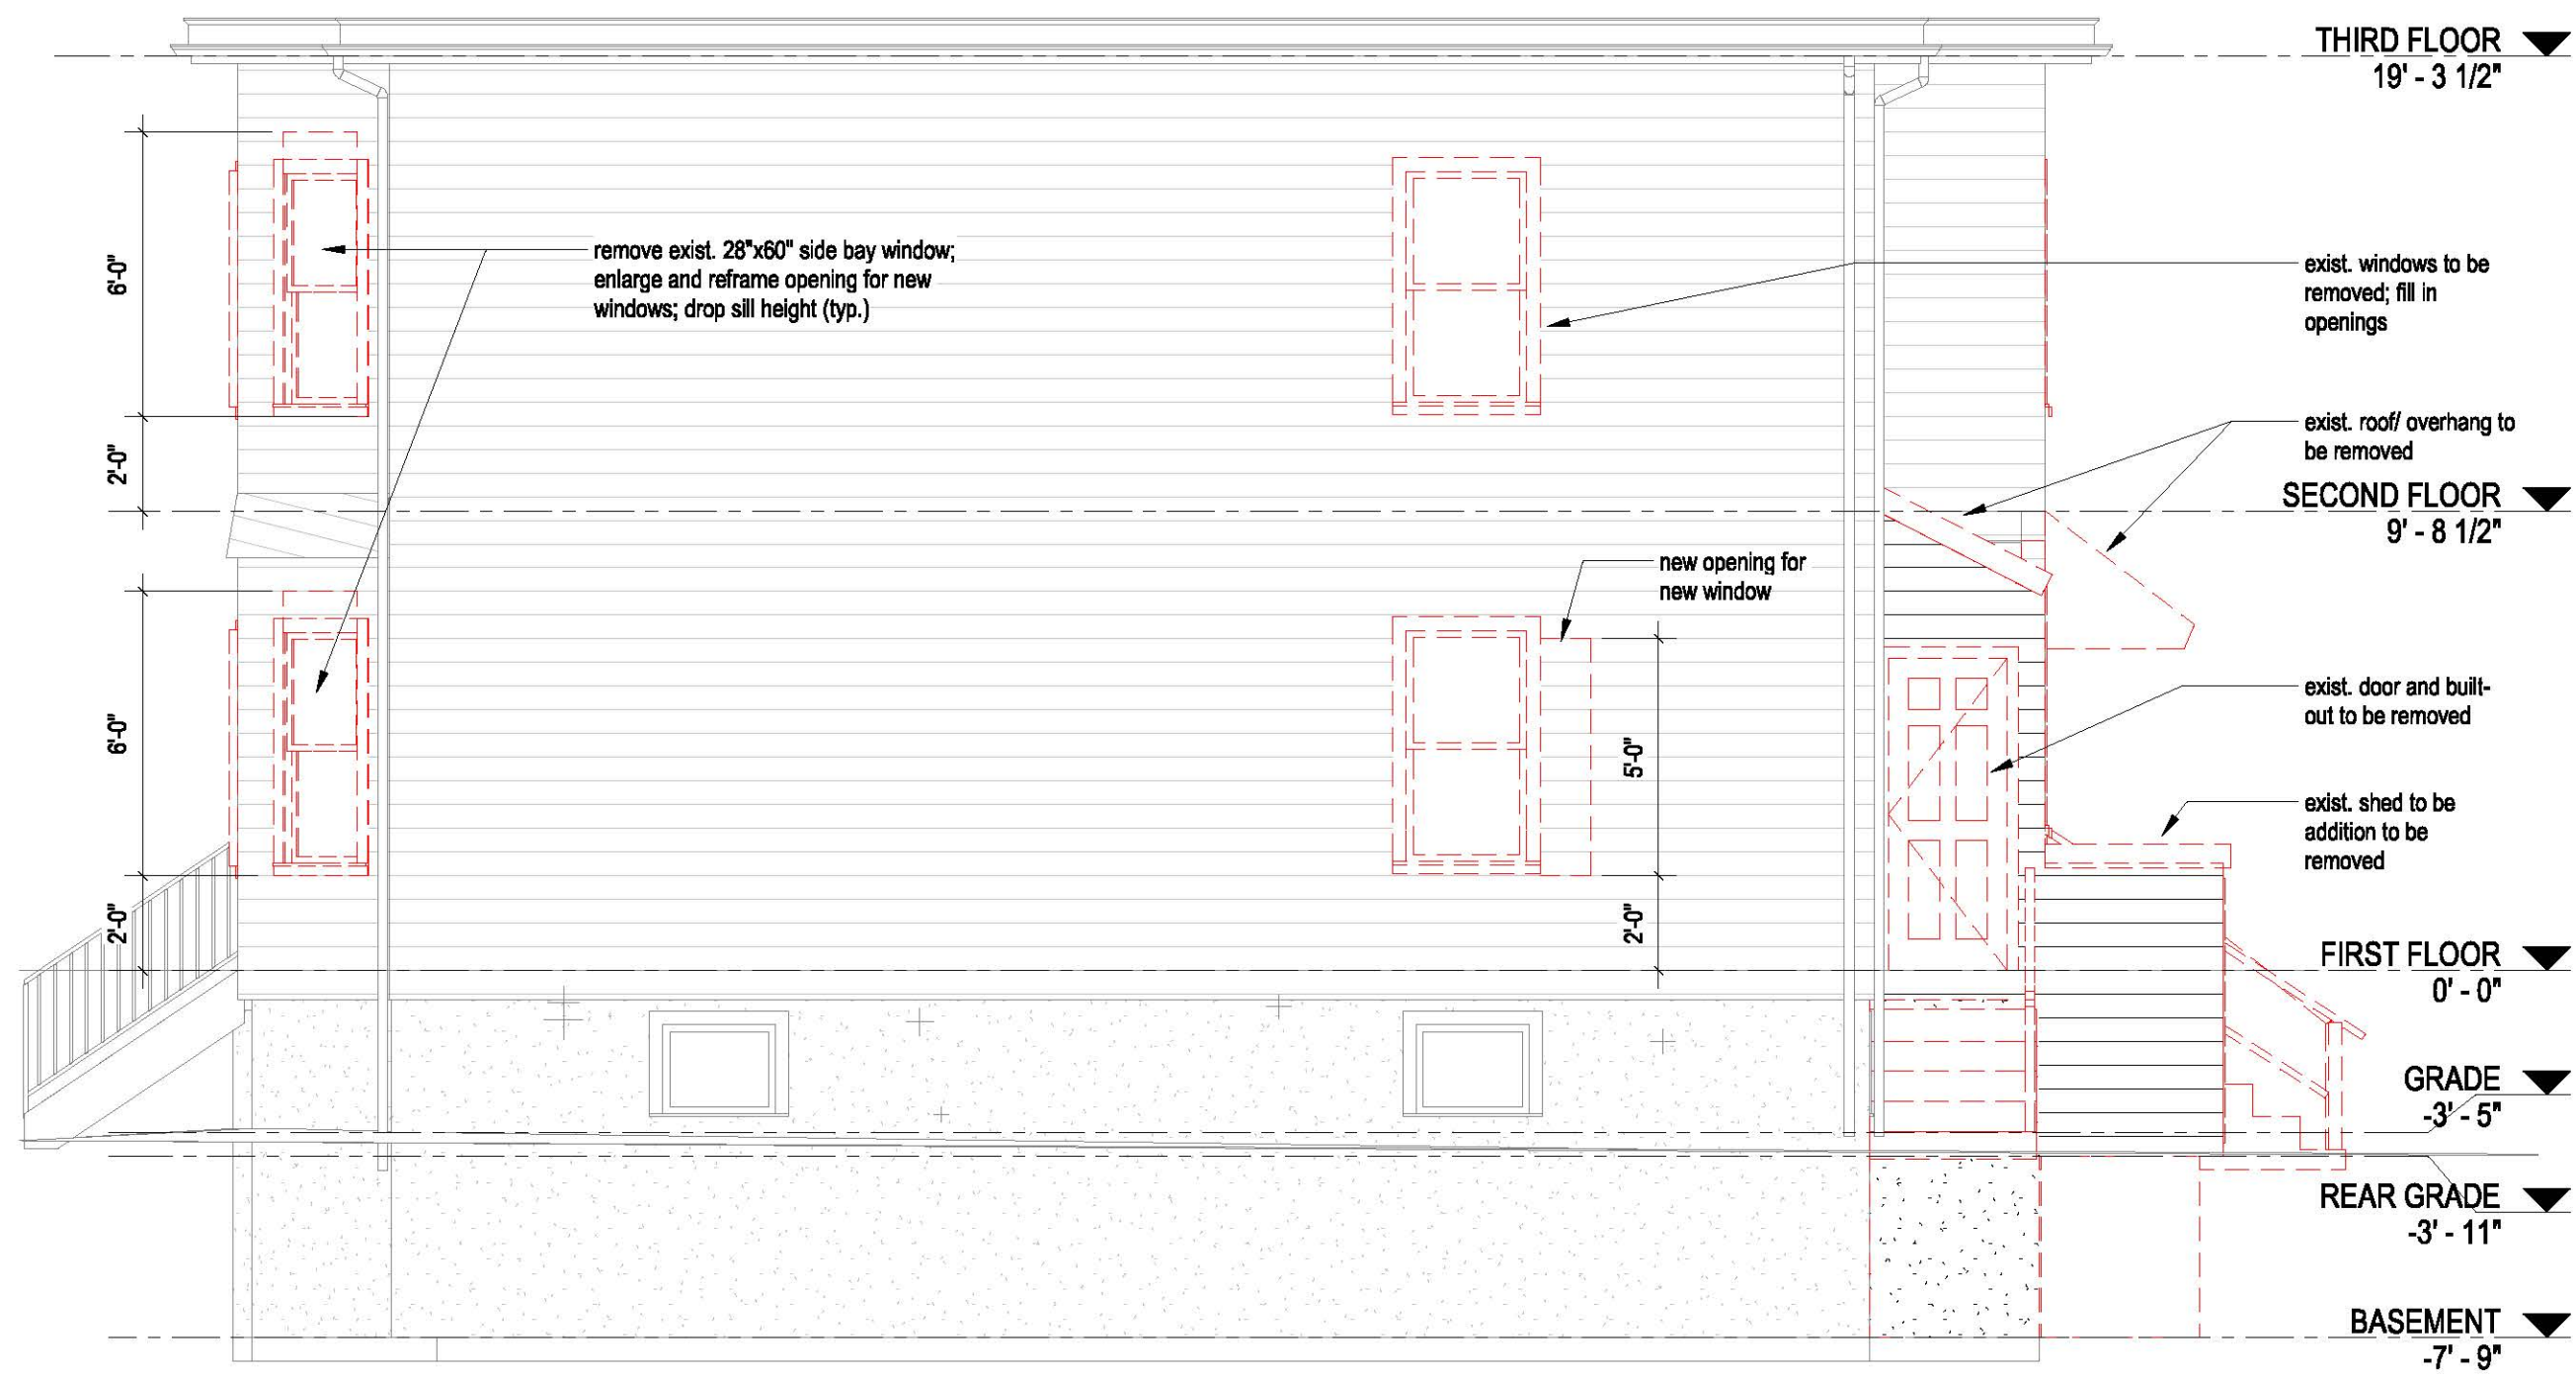 THIRD FLOOR
19' - 3 1/2"
6'-0"
remove exist. 28"x60" side bay window;
enlarge and reframe opening for new
windows; drop sill height (typ.)
exist. windows to be
removed; fill in
openings
2'-0"
exist. roof/ overhang to
be removed
SECOND FLOOR
9' - 8 1/2"
new opening for
new window
6'-0"
5'-0"
exist. door and built-
out to be removed
exist. shed to be
addition to be
removed
2'-0"
2'-0"
FIRST FLOOR
0' - 0"
GRADE
-3' - 5"
REAR GRADE
-3' - 11"
BASEMENT
-7' - 9"